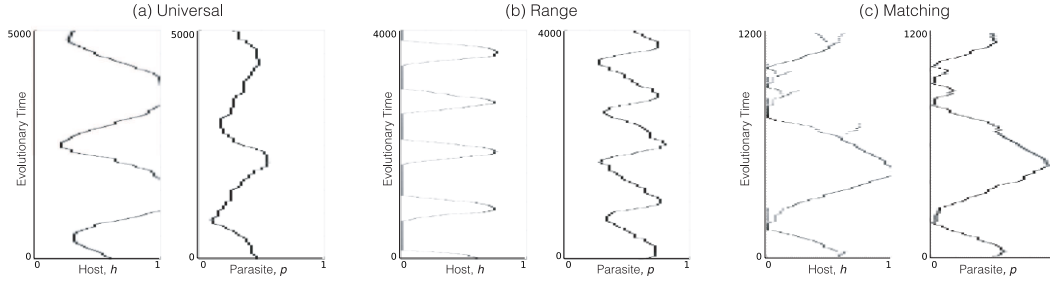 (a) Universal
(b) Range
(c) Matching
5000
5000
4000
4000
1200
1200
Evolutionary Time
Evolutionary Time
Evolutionary Time
0
0
0
0
0
0
0
1
0
1
0
1
0
1
0
1
0
Host, h
Parasite, p
Host, h
Parasite, p
Host, h
Parasite, p